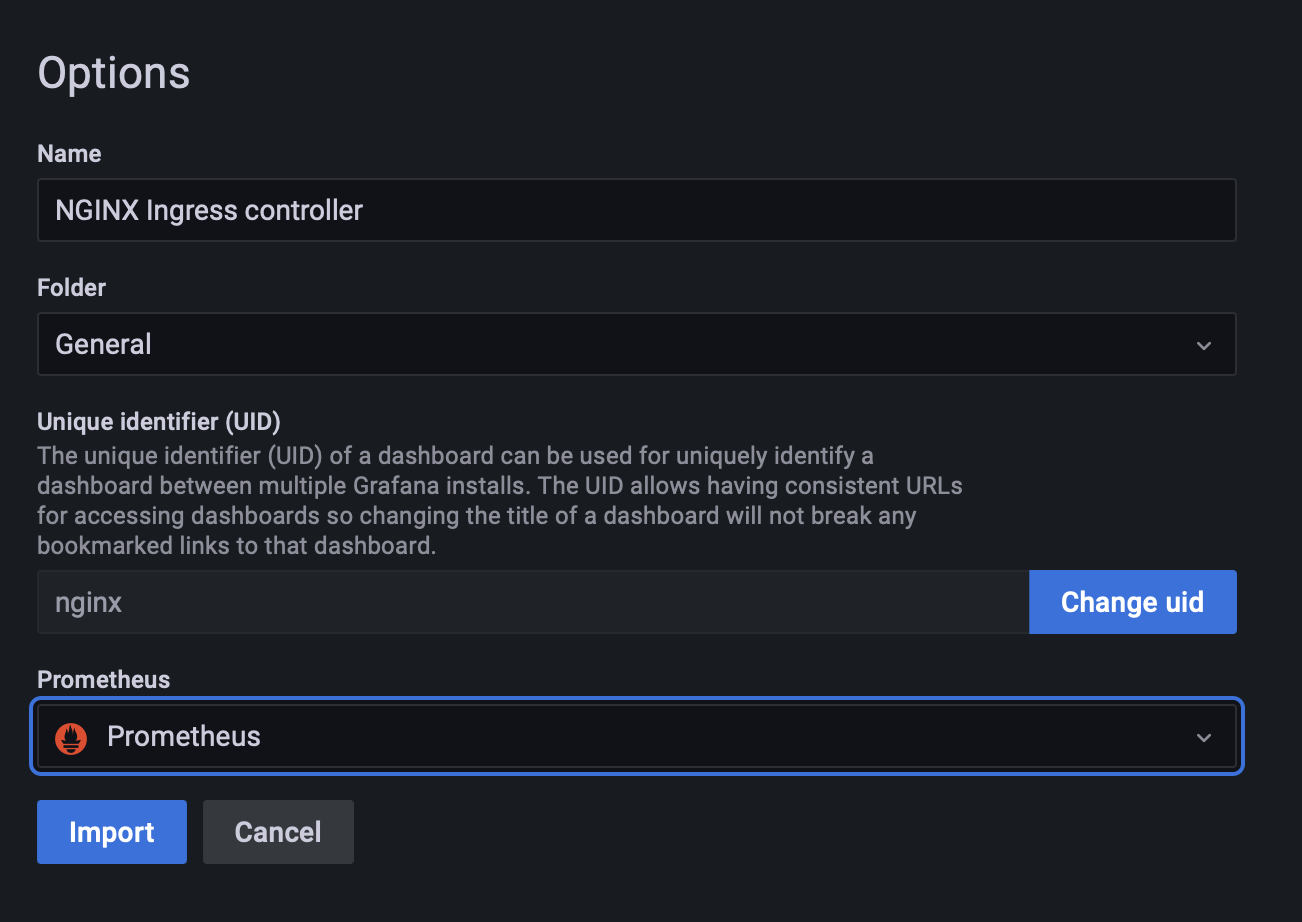 Options
Name
NGINX Ingress controller
Folder
General
Unique identifier (UID)
The unique identifier (UID) of a dashboard can be used for uniquely identify a
dashboard between multiple Grafana installs. The UID allows having consistent URLs
for accessing dashboards so changing the title of a dashboard will not break any
bookmarked links to that dashboard.
nginx
Change uid
Prometheus
Prometheus
Import
Cancel